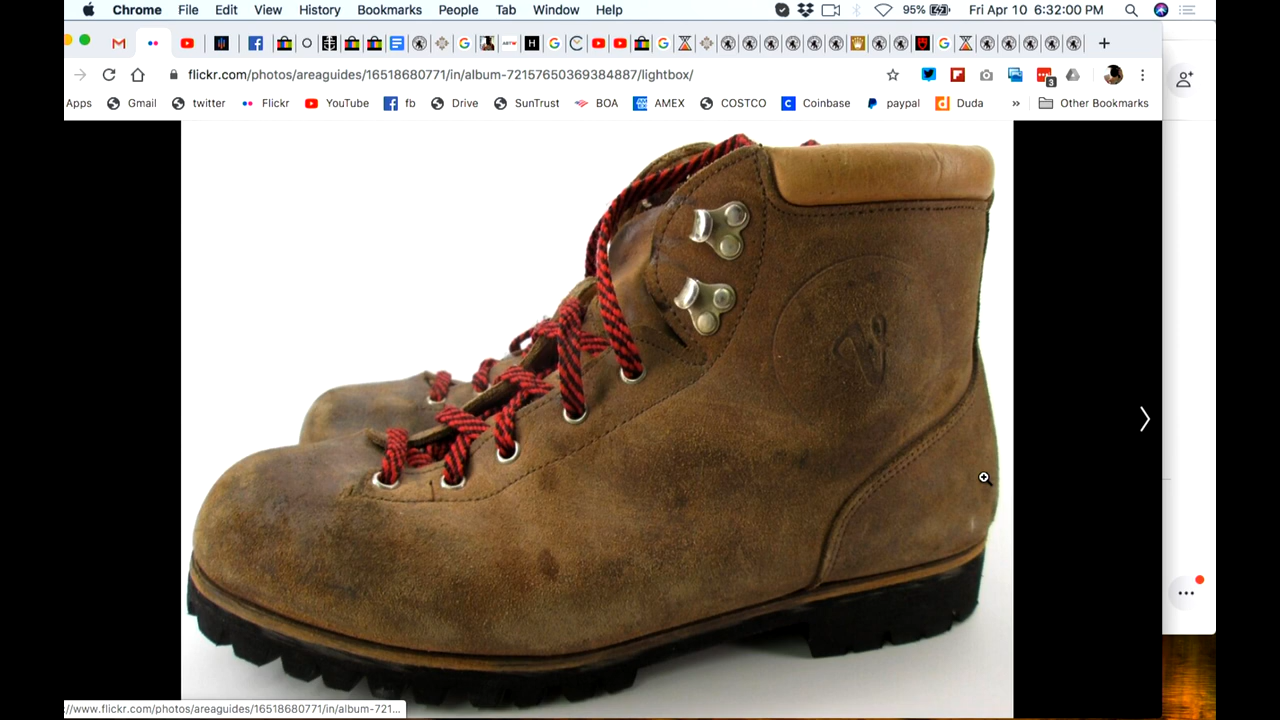 Chrome File Edit View History Bookmarks People Tab Window Help 95% Fri Apr 10 6:32:00 PM
ABTW H G
flickr.com/photos/areaguides/16518680771/in/album-72157650369384887/lightbox/ 3
Apps Gmail twitter Flickr YouTube fb Drive SunTrust BOA AMEX COSTCO Coinbase paypal Duda » Other Bookmarks
V
://www.flickr.com/photos/areaguides/16518680771/in/album-721...